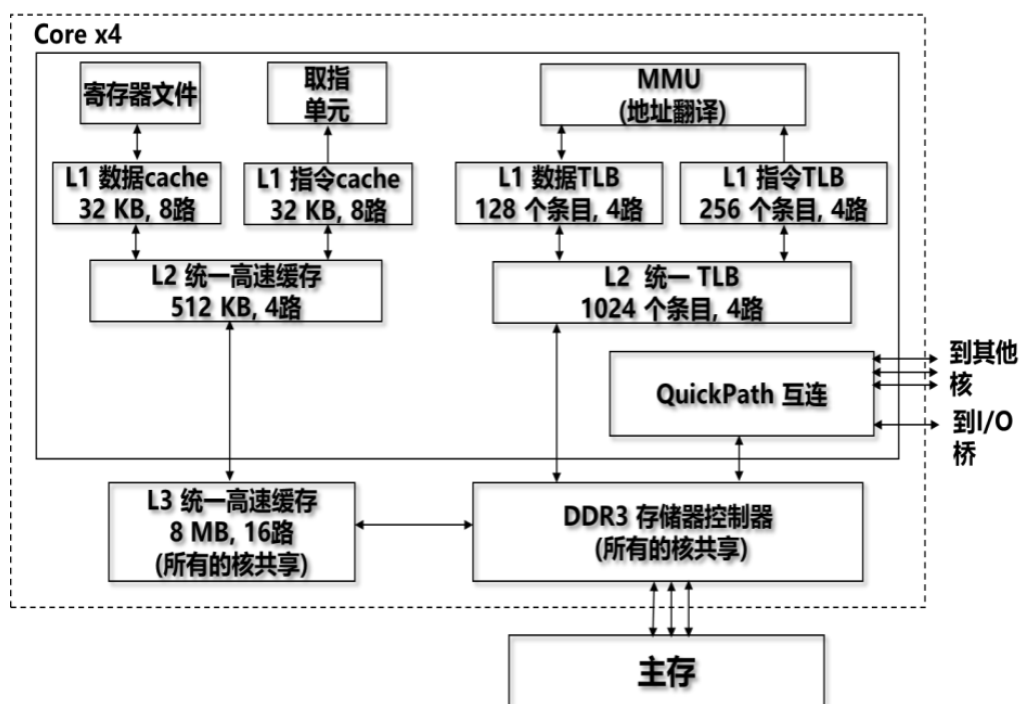 Core x4
寄存器文件
取指
单元
MMU
(地址翻译)
L1 数据cache
32 KB, 8路
L1 指令cache
32 KB, 8路
L1 数据TLB
128 个条目, 4路
L1 指令TLB
256 个条目, 4路
L2 统一高速缓存
512 KB, 4路
L2 统一 TLB
1024 个条目, 4路
QuickPath 互连
到其他
核
到I/O
桥
L3 统一高速缓存
8 MB, 16路
(所有的核共享)
DDR3 存储器控制器
(所有的核共享)
主存